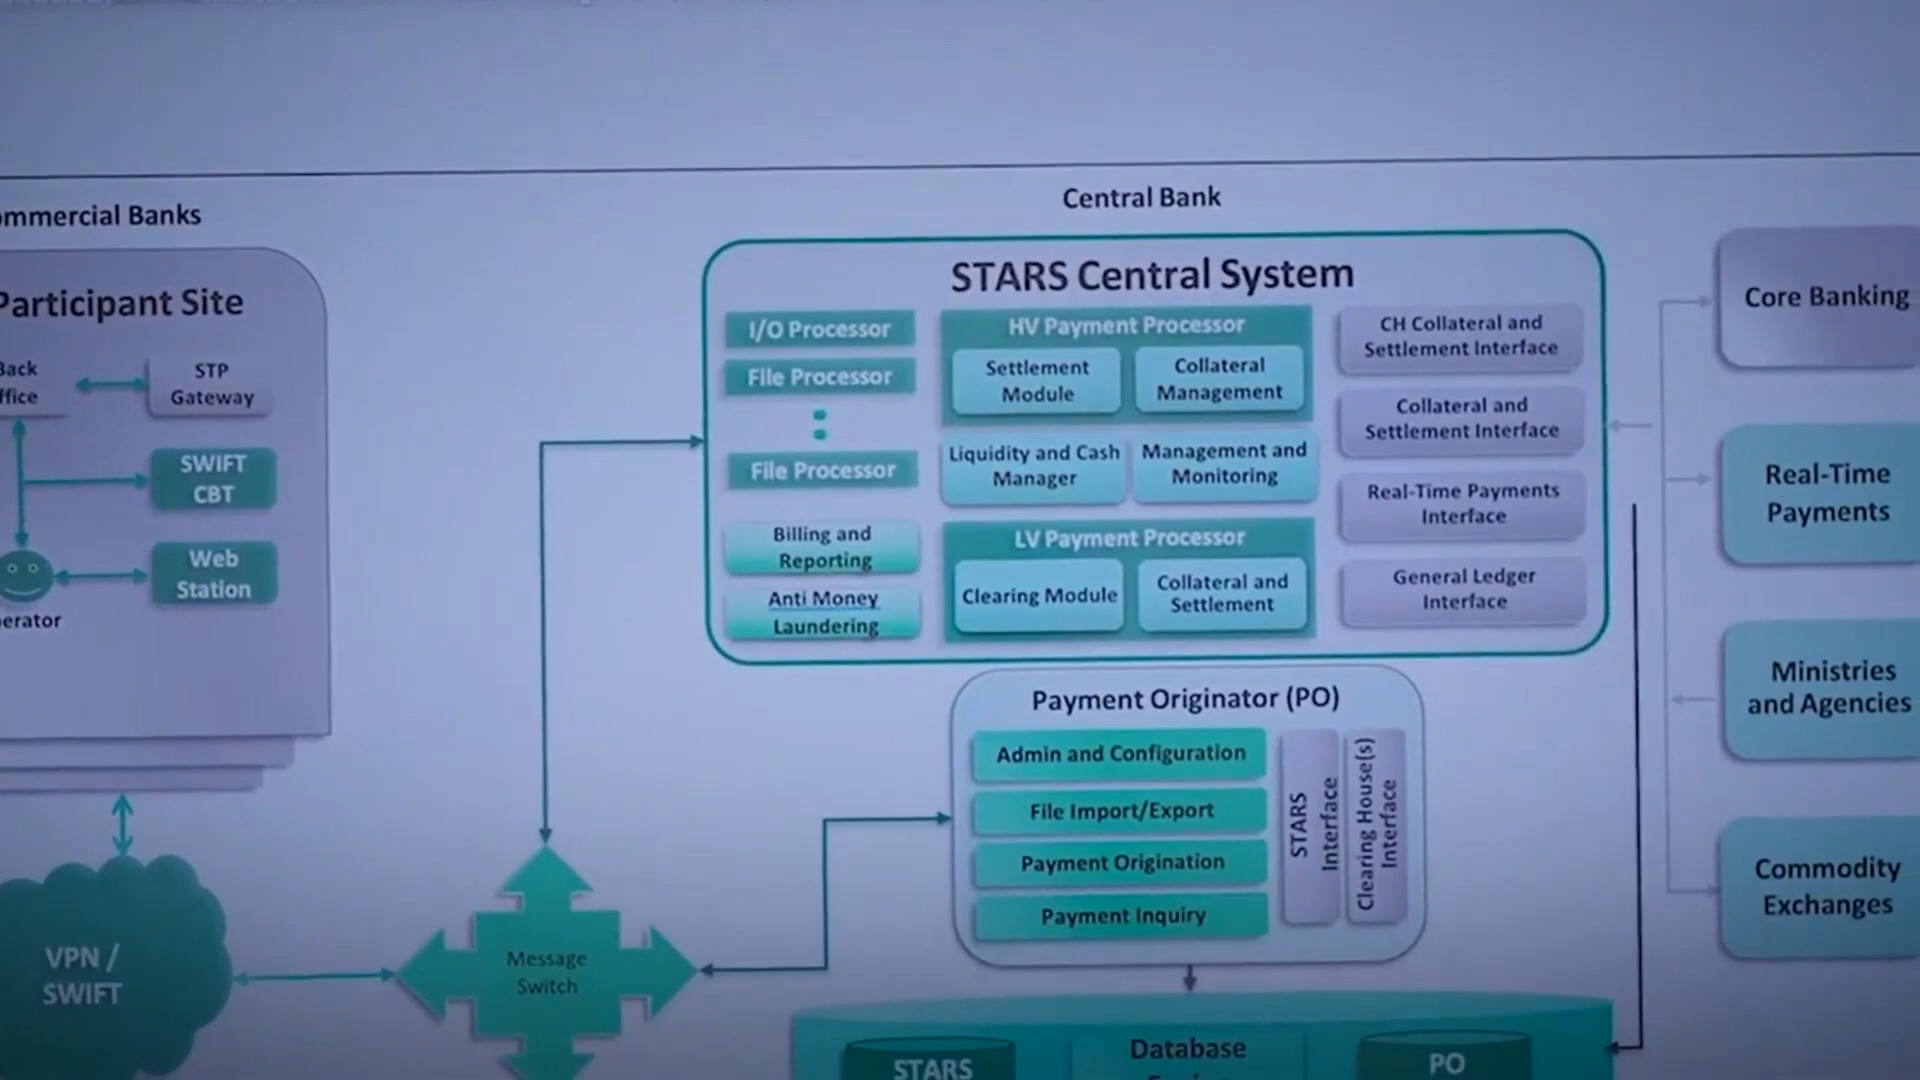 Commercial Banks
Participant Site
Back
Office
STP
Gateway
SWIFT
CBT
Web
Station
Operator
VPN /
SWIFT
Message
Switch
Central Bank
STARS Central System
I/O Processor
File Processor
File Processor
Billing and
Reporting
Anti Money
Laundering
HV Payment Processor
Settlement
Module
Collateral
Management
Liquidity and Cash
Manager
Management and
Monitoring
LV Payment Processor
Clearing Module
Collateral and
Settlement
CH Collateral and
Settlement Interface
Collateral and
Settlement Interface
Real-Time Payments
Interface
General Ledger
Interface
Payment Originator (PO)
Admin and Configuration
File Import/Export
Payment Origination
Payment Inquiry
STARS
Interface
Clearing House(s)
Interface
STARS
Database
PO
Core Banking
Real-Time
Payments
Ministries
and Agencies
Commodity
Exchanges